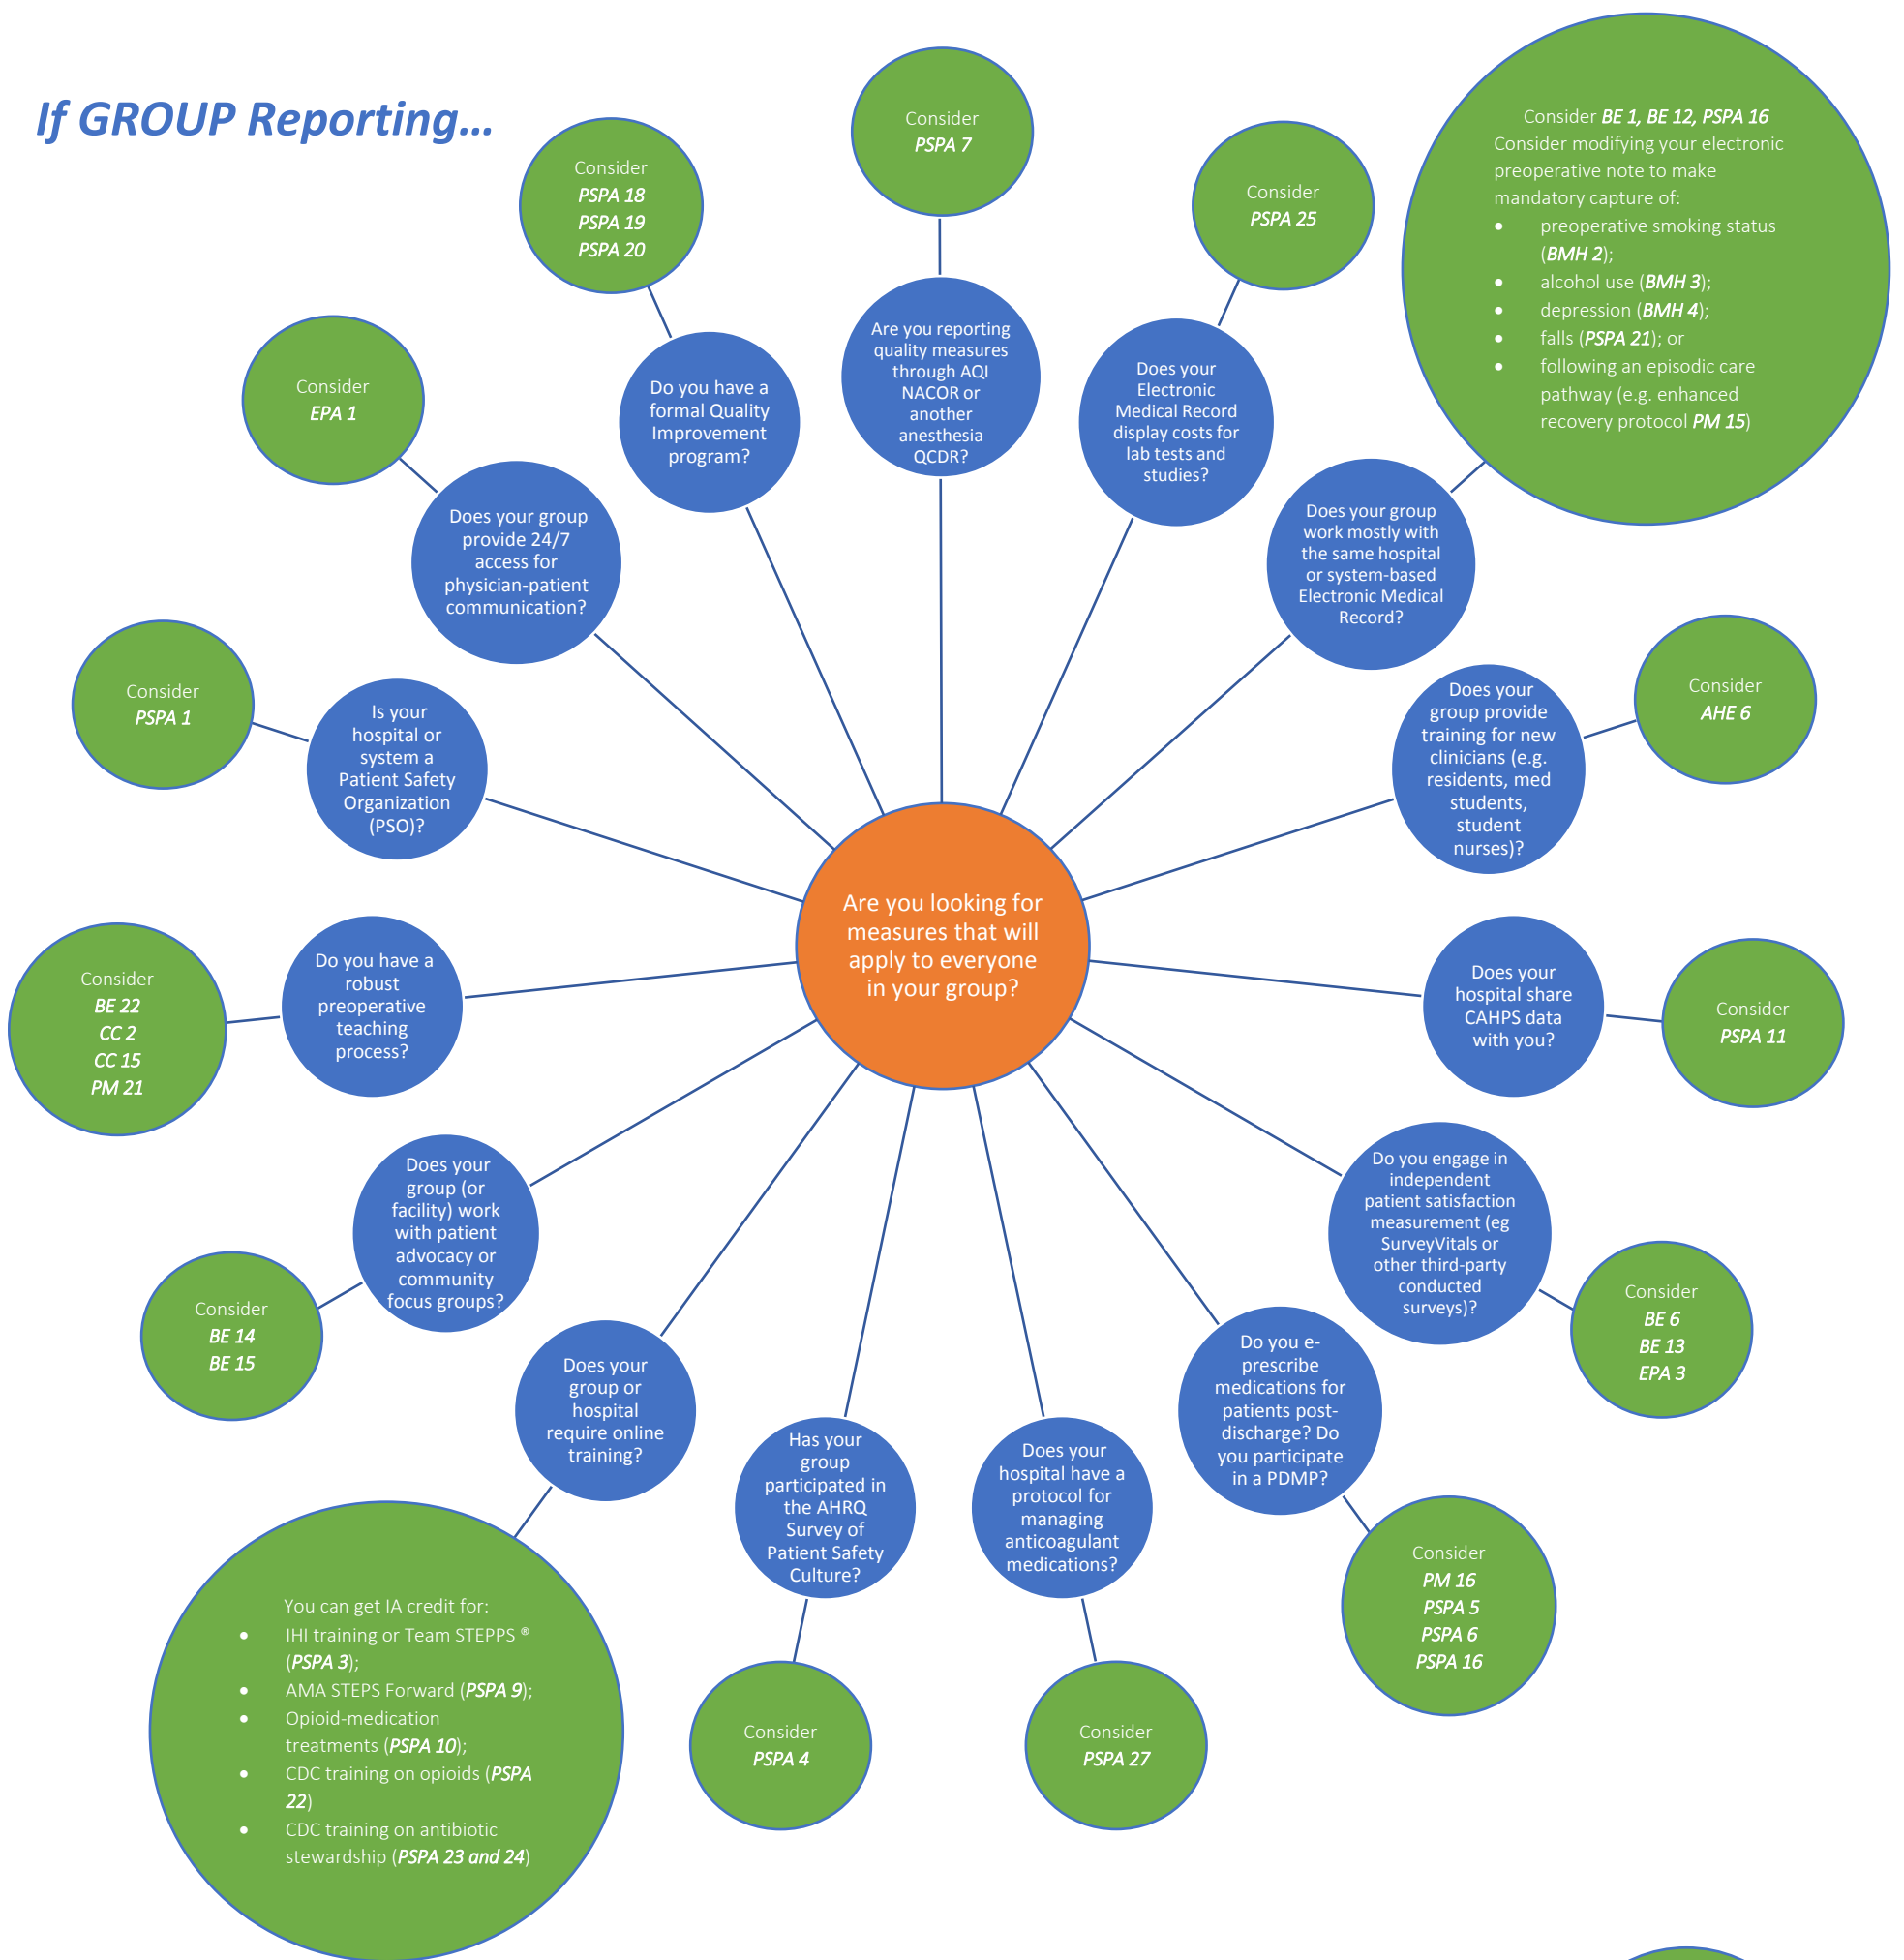 If GROUP Reporting...
Consider
PSPA 7
Are you reporting
quality measures
through AQI
NACOR or
another
anesthesia
QCDR?
Consider
PSPA 25
Does your
Electronic
Medical Record
display costs for
lab tests and
studies?
Consider BE 1, BE 12, PSPA 16
Consider modifying your electronic
preoperative note to make
mandatory capture of:
• preoperative smoking status
(BMH 2);
• alcohol use (BMH 3);
• depression (BMH 4);
• falls (PSPA 21); or
• following an episodic care
pathway (e.g. enhanced
recovery protocol PM 15)
Does your group
work mostly with
the same hospital
or system-based
Electronic Medical
Record?
Consider
AHE 6
Does your
group provide
training for new
clinicians (e.g.
residents, med
students,
student
nurses)?
Consider
PSPA 11
Does your
hospital share
CAHPS data
with you?
Do you engage in
independent
patient satisfaction
measurement (eg
SurveyVitals or
other third-party
conducted
surveys)?
Consider
BE 6
BE 13
EPA 3
Do you e-
prescribe
medications for
patients post-
discharge? Do
you participate
in a PDMP?
Consider
PM 16
PSPA 5
PSPA 6
PSPA 16
Does your
hospital have a
protocol for
managing
anticoagulant
medications?
Consider
PSPA 27
Has your
group
participated in
the AHRQ
Survey of
Patient Safety
Culture?
Consider
PSPA 4
Does your
group or
hospital
require online
training?
You can get IA credit for:
• IHI training or Team STEPPS ®
(PSPA 3);
• AMA STEPS Forward (PSPA 9);
• Opioid-medication
treatments (PSPA 10);
• CDC training on opioids (PSPA
22)
• CDC training on antibiotic
stewardship (PSPA 23 and 24)
Does your
group (or
facility) work
with patient
advocacy or
community
focus groups?
Consider
BE 14
BE 15
Do you have a
robust
preoperative
teaching
process?
Consider
BE 22
CC 2
CC 15
PM 21
Is your
hospital or
system a
Patient Safety
Organization
(PSO)?
Consider
PSPA 1
Does your group
provide 24/7
access for
physician-patient
communication?
Consider
EPA 1
Do you have a
formal Quality
Improvement
program?
Consider
PSPA 18
PSPA 19
PSPA 20
Are you looking for
measures that will
apply to everyone
in your group?